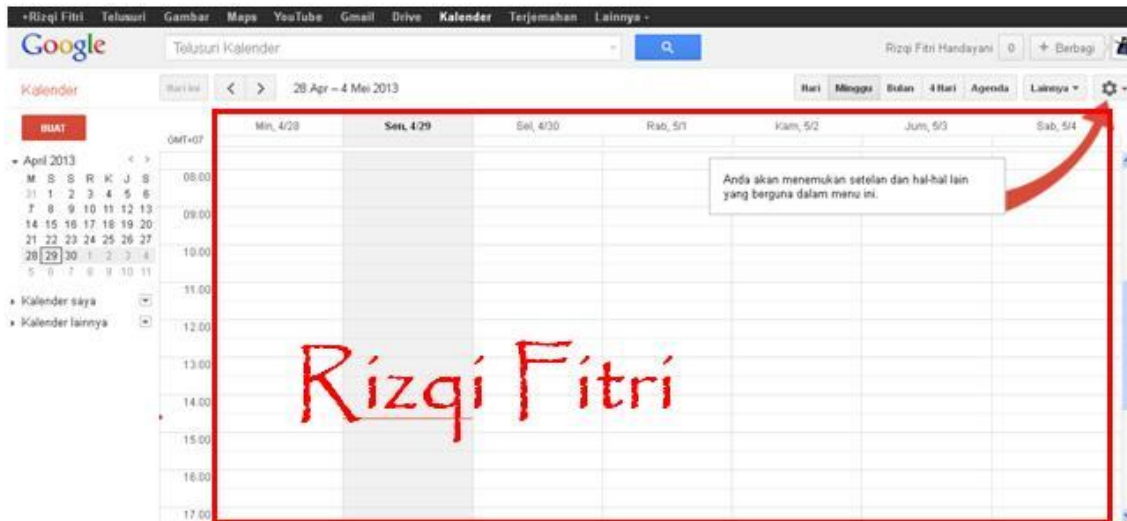 +Rizqi Fitri Telusuri Gambar Maps YouTube Gmail Drive Kalender Terjemahan Lainnya
Google Telusuri Kalender Rizqi Fitri Handayani 0 + Berbagi
Kalender Hari ini < > 28 Apr – 4 Mei 2013 Hari Minggu Bulan 4 Hari Agenda Lainnya
BUAT
GMT+07 Min, 4/28 Sen, 4/29 Sel, 4/30 Rab, 5/1 Kam, 5/2 Jum, 5/3 Sab, 5/4
April 2013 < >
M S S R K J S
31 1 2 3 4 5 6
7 8 9 10 11 12 13
14 15 16 17 18 19 20
21 22 23 24 25 26 27
28 29 30 1 2 3 4
5 6 7 8 9 10 11
Kalender saya
Kalender lainnya
08.00
09.00
10.00
11.00
12.00
13.00
14.00
15.00
16.00
17.00
Anda akan menemukan setelan dan hal-hal lain
yang berguna dalam menu ini.
Rizqi Fitri